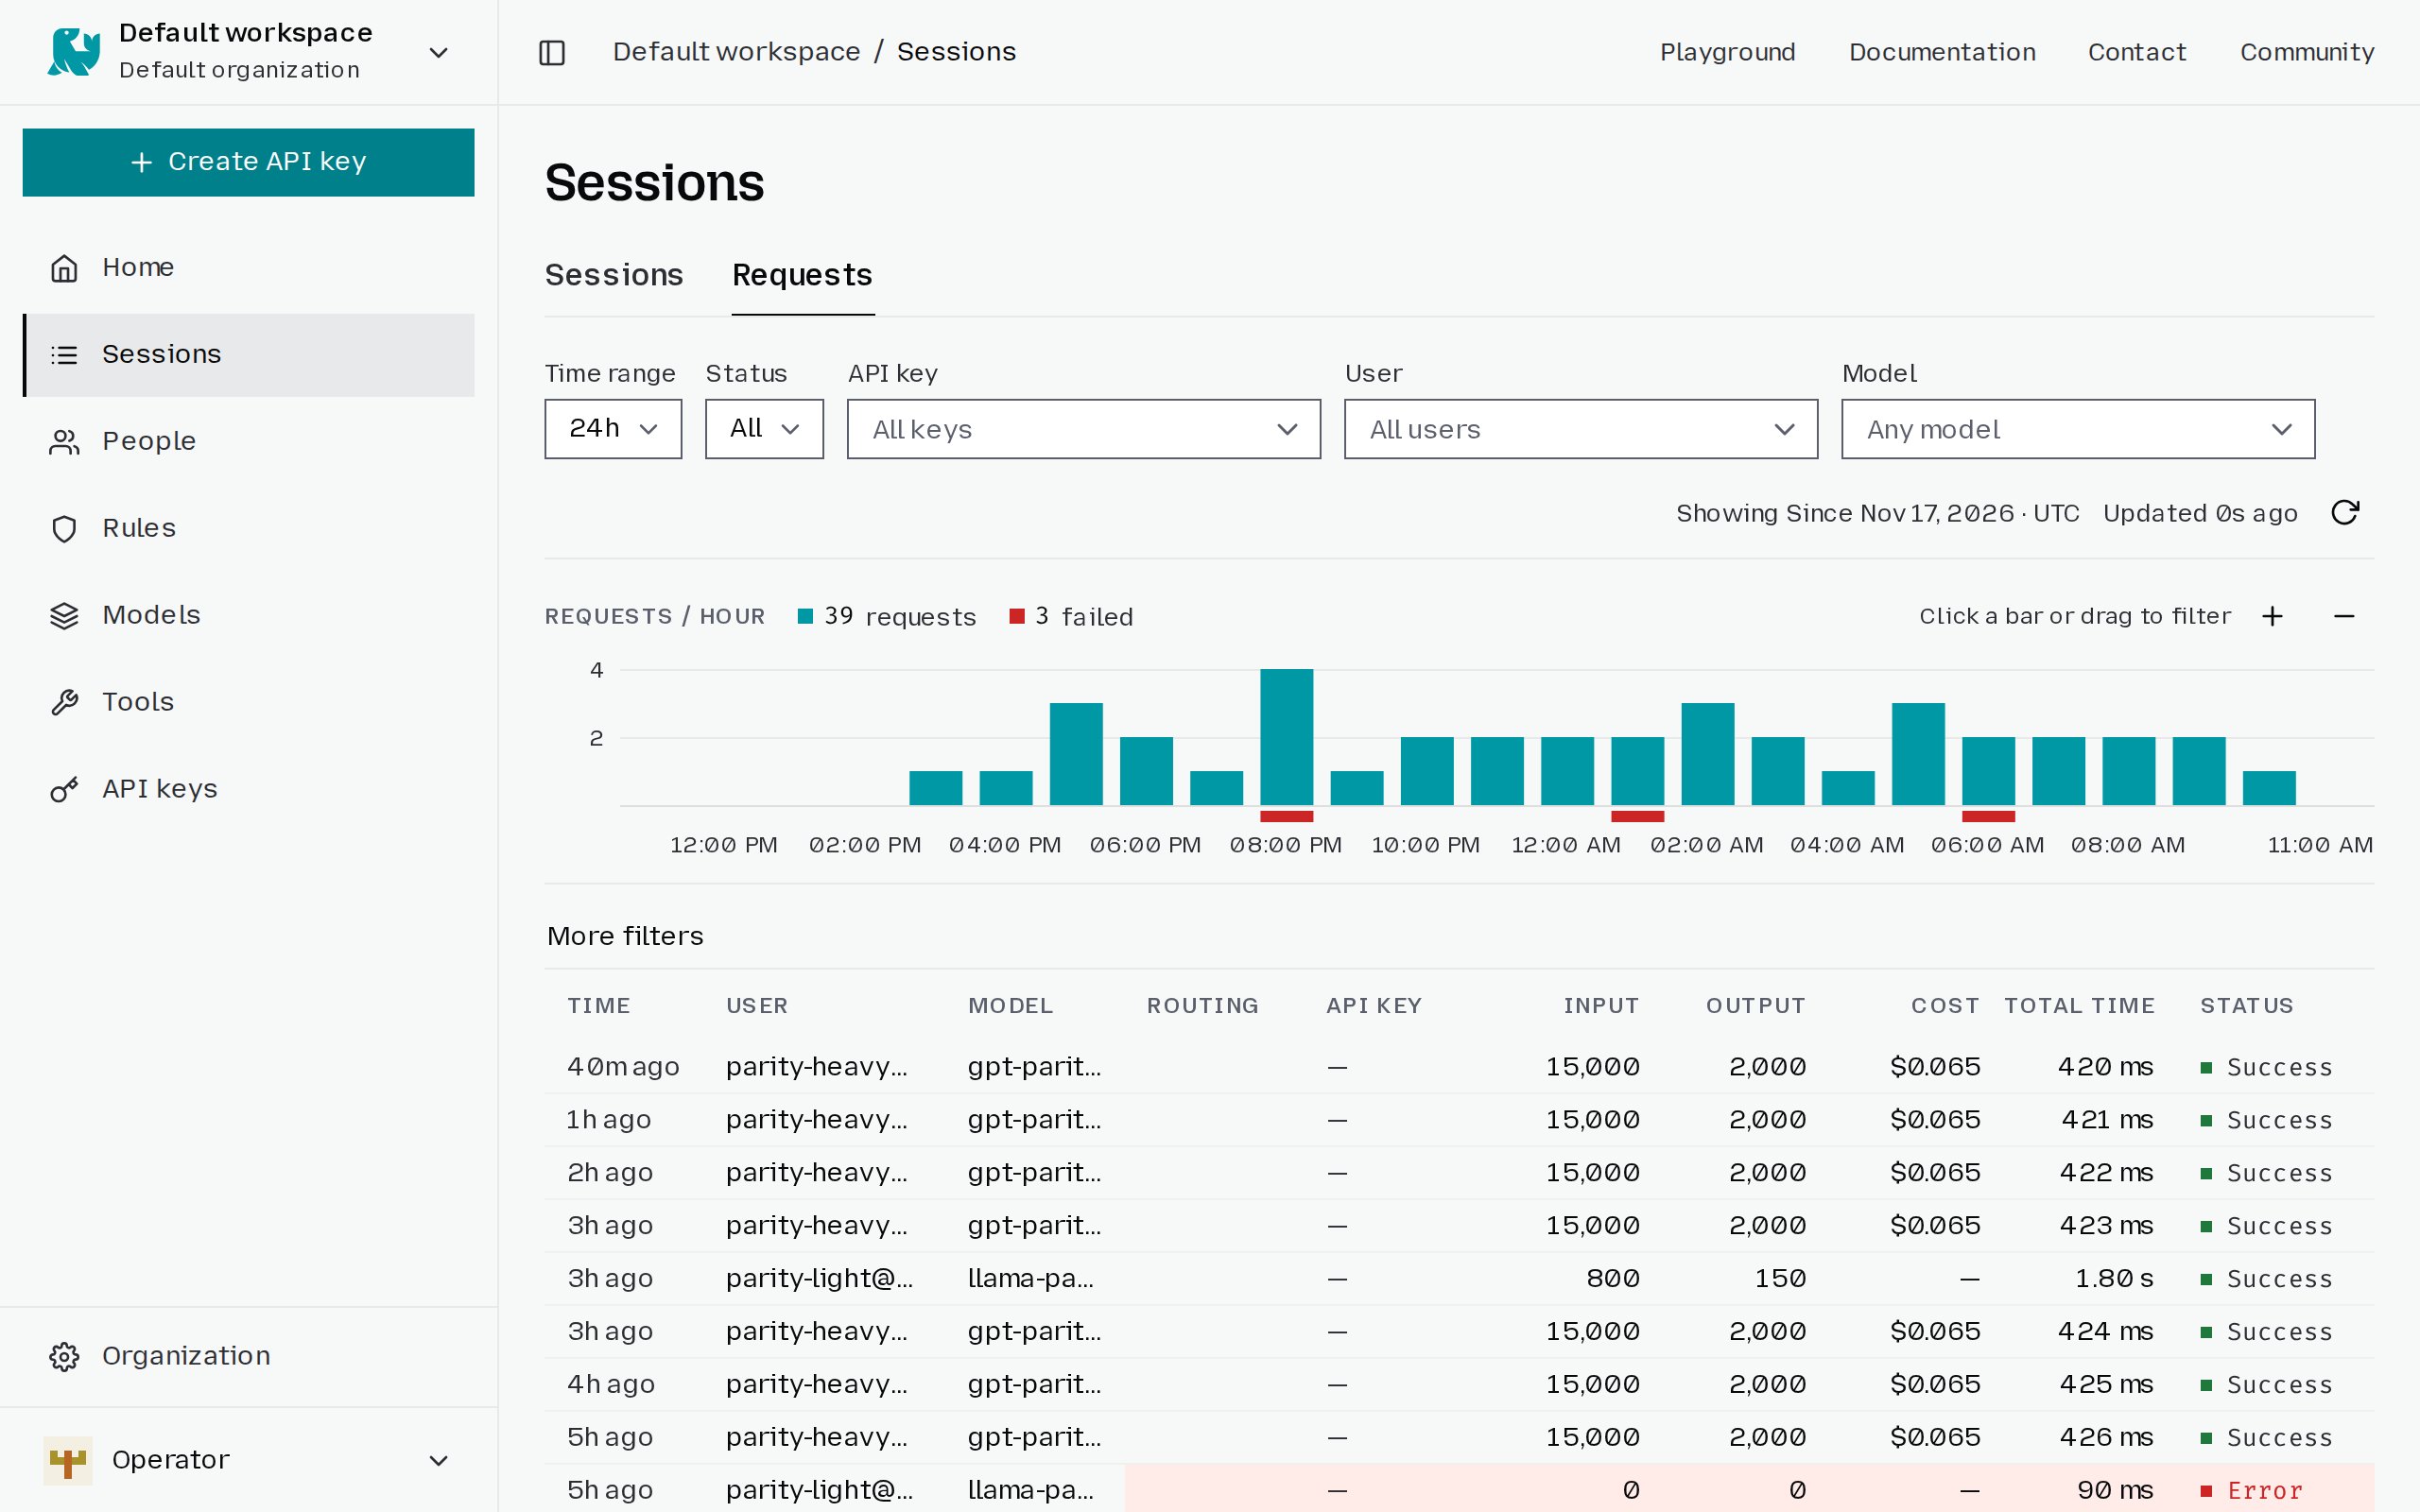 Default workspace
Default organization
Default workspace / Sessions
Playground
Documentation
Contact
Community
Create API key
Home
Sessions
People
Rules
Models
Tools
API keys
Organization
Operator
Sessions
Sessions
Requests
Time range
Status
API key
User
Model
24h
All
All keys
All users
Any model
Showing Since Nov 17, 2026 · UTC
Updated 0s ago
REQUESTS / HOUR
39 requests
3 failed
Click a bar or drag to filter
4
2
12:00 PM
02:00 PM
04:00 PM
06:00 PM
08:00 PM
10:00 PM
12:00 AM
02:00 AM
04:00 AM
06:00 AM
08:00 AM
11:00 AM
More filters
TIME USER MODEL ROUTING API KEY INPUT OUTPUT COST TOTAL TIME STATUS
40m ago parity-heavy... gpt-parit... — 15,000 2,000 $0.065 420 ms Success
1h ago parity-heavy... gpt-parit... — 15,000 2,000 $0.065 421 ms Success
2h ago parity-heavy... gpt-parit... — 15,000 2,000 $0.065 422 ms Success
3h ago parity-heavy... gpt-parit... — 15,000 2,000 $0.065 423 ms Success
3h ago parity-light@... llama-pa... — 800 150 — 1.80 s Success
3h ago parity-heavy... gpt-parit... — 15,000 2,000 $0.065 424 ms Success
4h ago parity-heavy... gpt-parit... — 15,000 2,000 $0.065 425 ms Success
5h ago parity-heavy... gpt-parit... — 15,000 2,000 $0.065 426 ms Success
5h ago parity-light@... llama-pa... — 0 0 — 90 ms Error